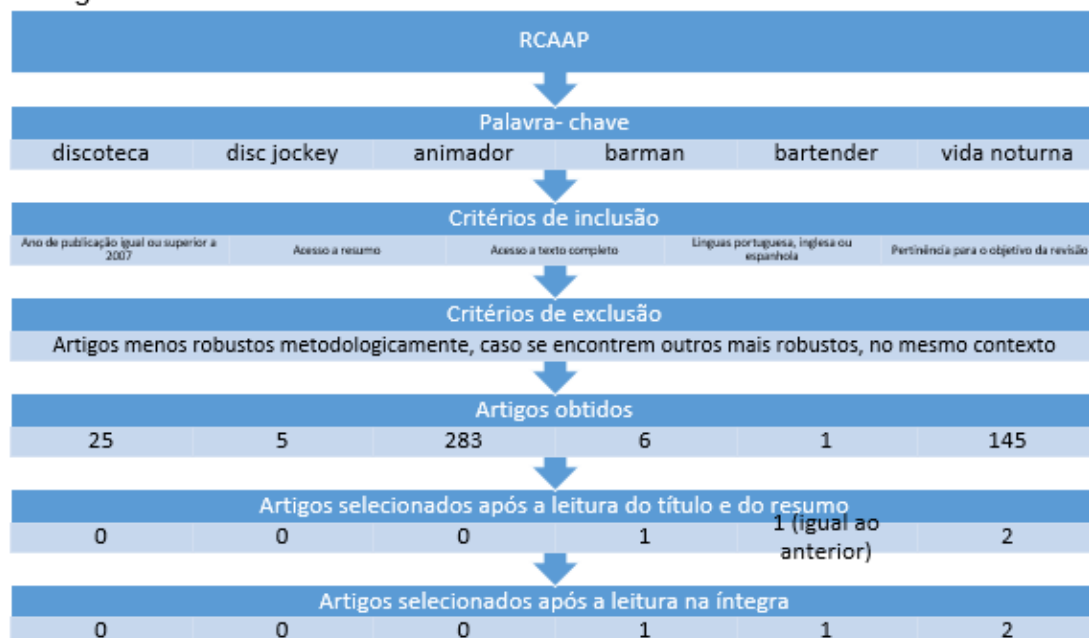 RCAAP
Palavra- chave
discoteca disc jockey animador barman bartender vida noturna
Critérios de inclusão
Ano de publicação igual ou superior a 2007 Acesso a resumo Acesso a texto completo Linguas portuguesa, inglesa ou espanhola Pertinência para o objetivo da revisão
Critérios de exclusão
Artigos menos robustos metodologicamente, caso se encontrem outros mais robustos, no mesmo contexto
Artigos obtidos
25 5 283 6 1 145
Artigos selecionados após a leitura do título e do resumo
0 0 0 1 1 (igual ao anterior) 2
Artigos selecionados após a leitura na íntegra
0 0 0 1 1 2